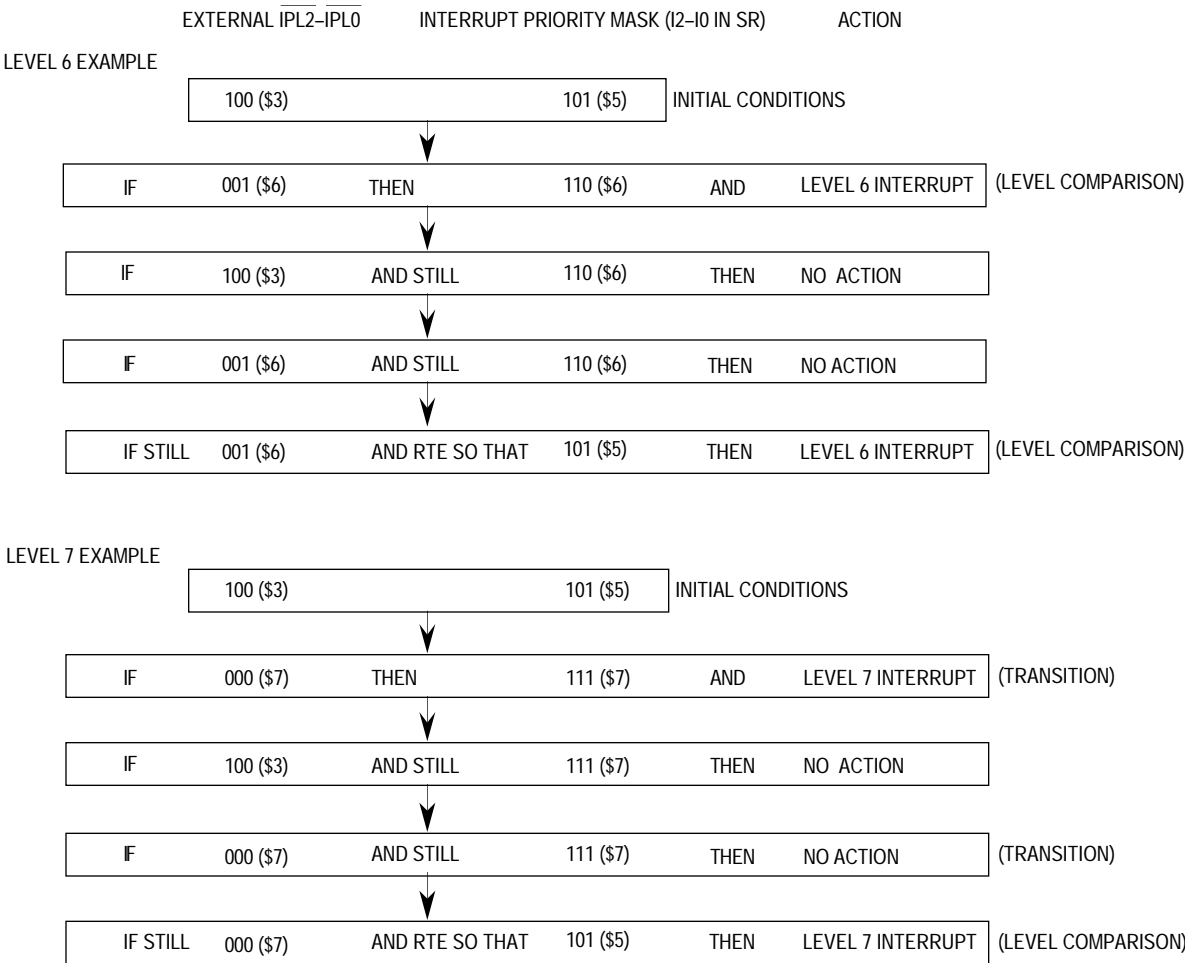 EXTERNAL IPL2–IPL0 INTERRUPT PRIORITY MASK (I2–I0 IN SR) ACTION
LEVEL 6 EXAMPLE
100 ($3) 101 ($5) INITIAL CONDITIONS
IF 001 ($6) THEN 110 ($6) AND LEVEL 6 INTERRUPT (LEVEL COMPARISON)
IF 100 ($3) AND STILL 110 ($6) THEN NO ACTION
IF 001 ($6) AND STILL 110 ($6) THEN NO ACTION
IF STILL 001 ($6) AND RTE SO THAT 101 ($5) THEN LEVEL 6 INTERRUPT (LEVEL COMPARISON)
LEVEL 7 EXAMPLE
100 ($3) 101 ($5) INITIAL CONDITIONS
IF 000 ($7) THEN 111 ($7) AND LEVEL 7 INTERRUPT (TRANSITION)
IF 100 ($3) AND STILL 111 ($7) THEN NO ACTION
IF 000 ($7) AND STILL 111 ($7) THEN NO ACTION (TRANSITION)
IF STILL 000 ($7) AND RTE SO THAT 101 ($5) THEN LEVEL 7 INTERRUPT (LEVEL COMPARISON)